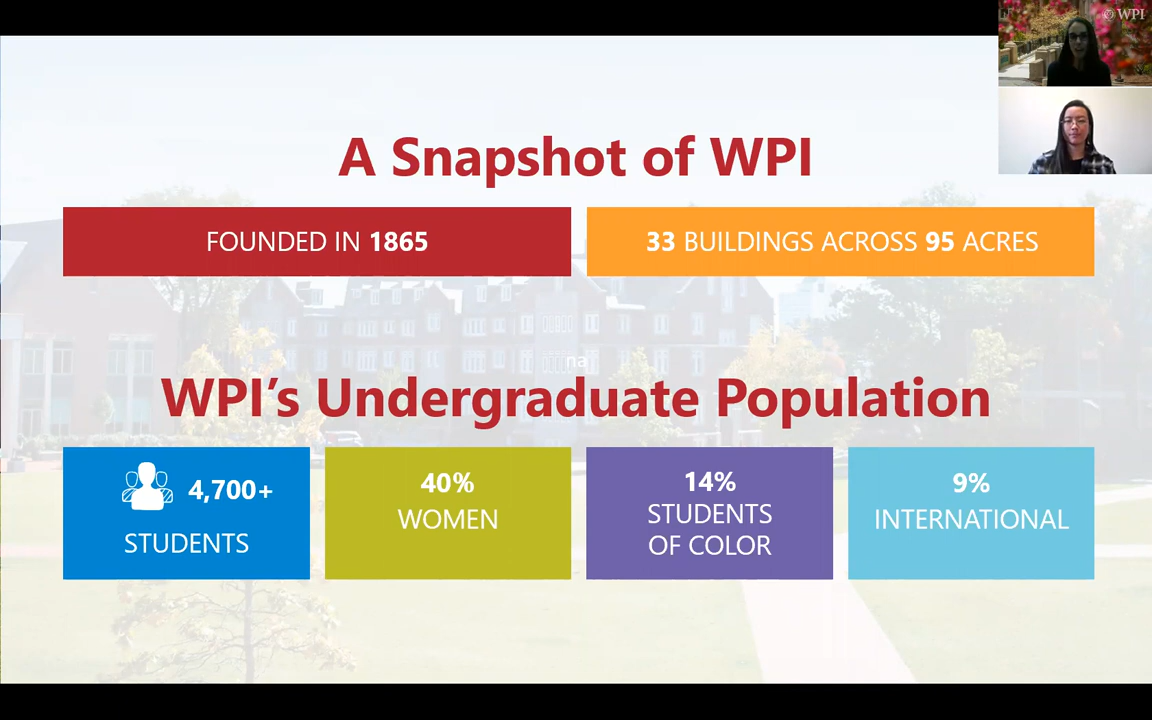 WPI
A Snapshot of WPI
FOUNDED IN 1865
33 BUILDINGS ACROSS 95 ACRES
na
WPI’s Undergraduate Population
4,700+
STUDENTS
40%
WOMEN
14%
STUDENTS
OF COLOR
9%
INTERNATIONAL